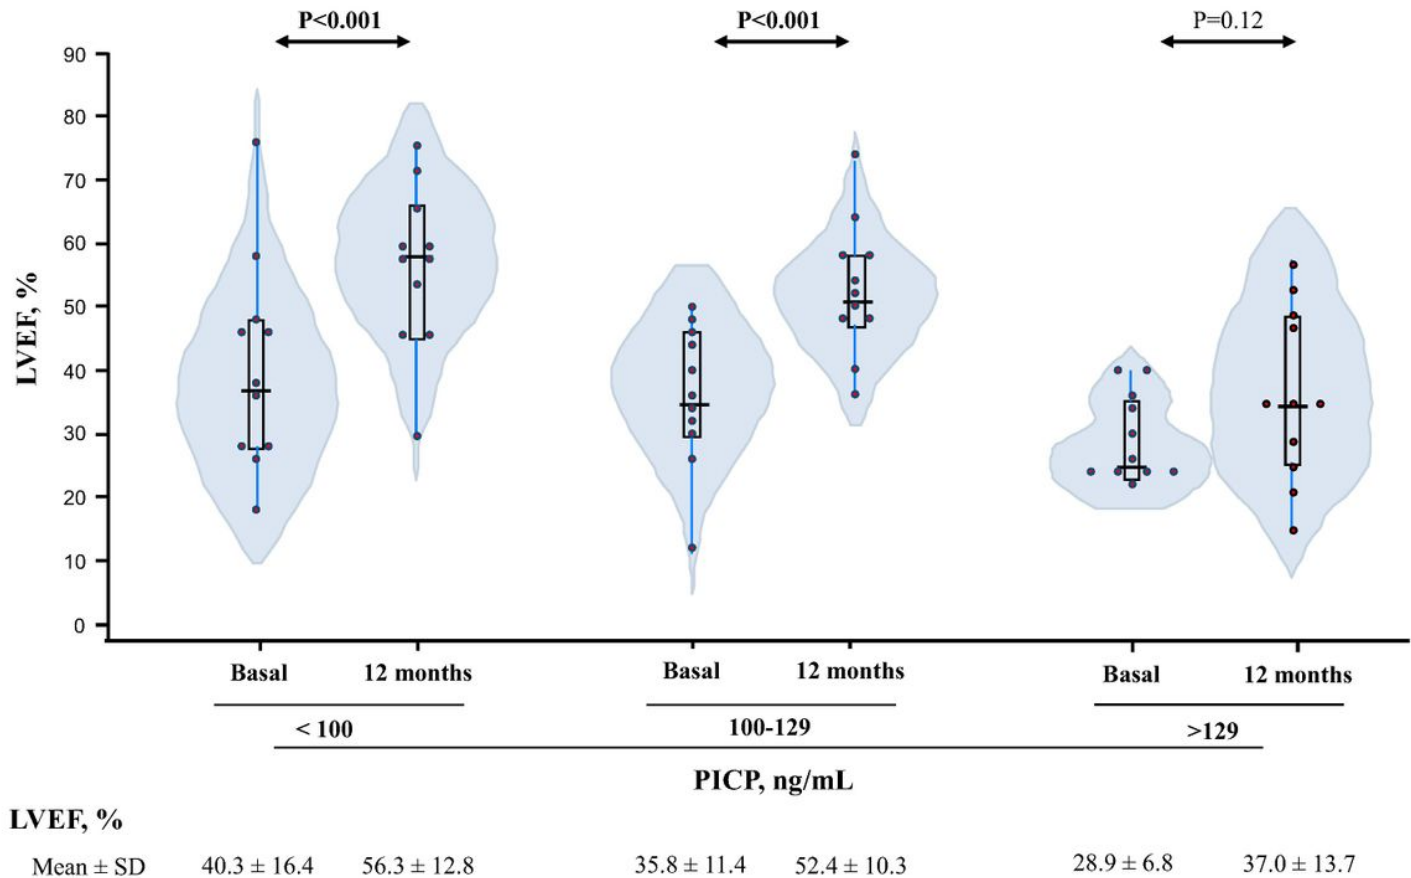 P<0.001 P<0.001 P=0.12
90
80
70
60
50
40
30
20
10
0
LVEF, %
Basal 12 months Basal 12 months Basal 12 months
< 100 100-129 >129
PICP, ng/mL
LVEF, %
Mean ± SD 40.3 ± 16.4 56.3 ± 12.8 35.8 ± 11.4 52.4 ± 10.3 28.9 ± 6.8 37.0 ± 13.7